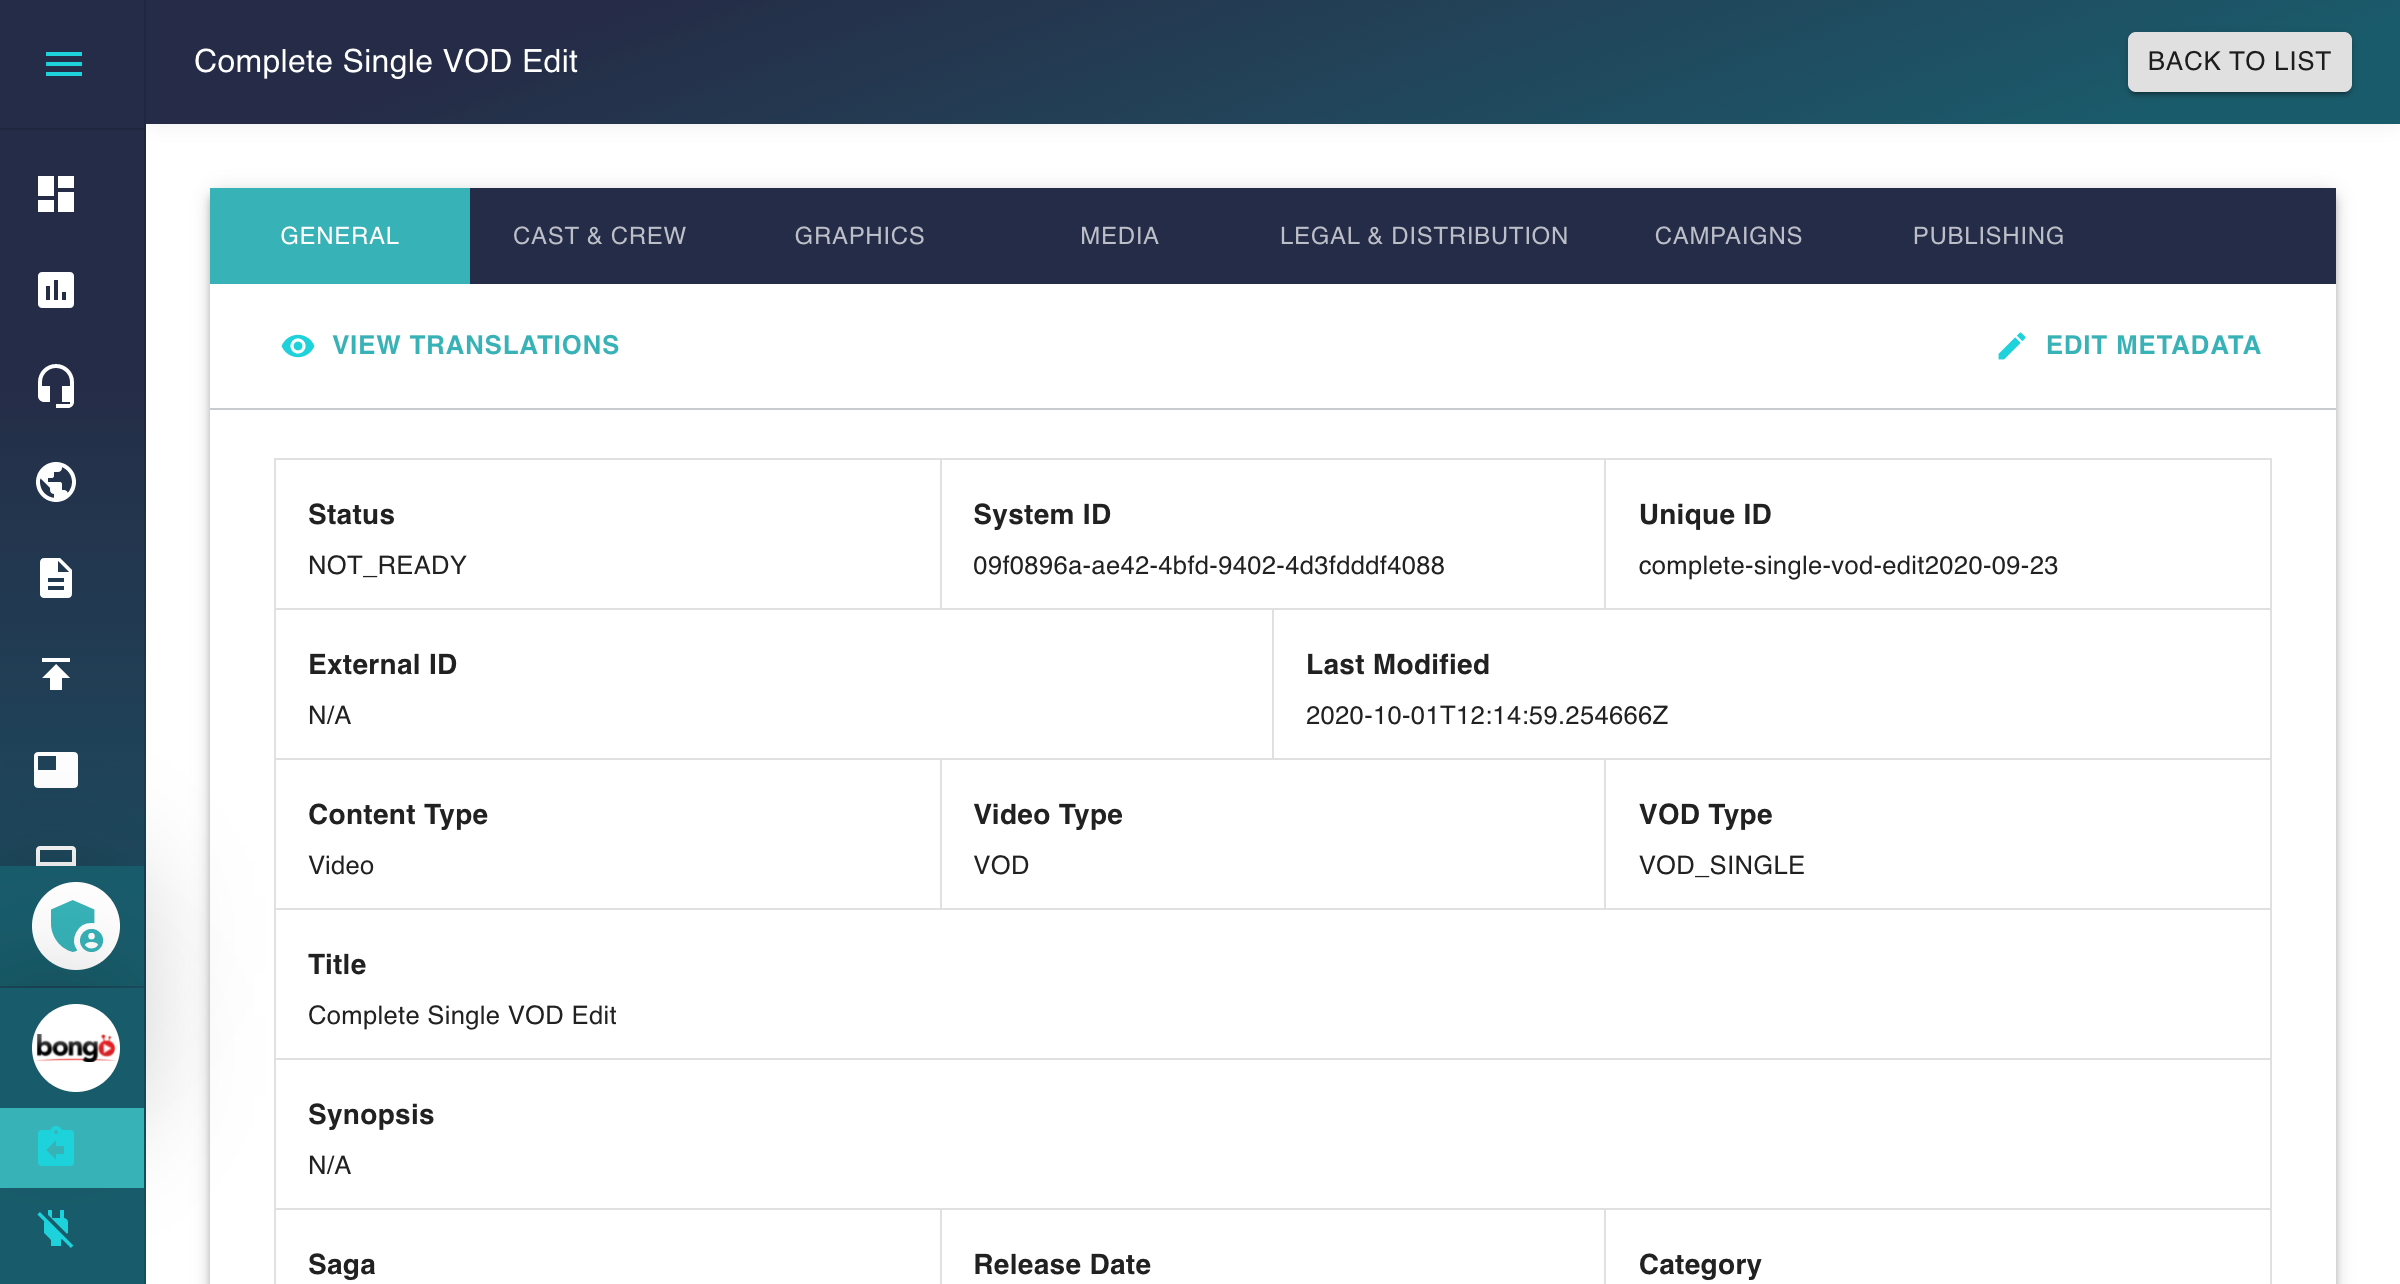 Complete Single VOD Edit
BACK TO LIST
GENERAL CAST & CREW GRAPHICS MEDIA LEGAL & DISTRIBUTION CAMPAIGNS PUBLISHING
VIEW TRANSLATIONS EDIT METADATA
Status System ID Unique ID
NOT_READY 09f0896a-ae42-4bfd-9402-4d3fdddf4088 complete-single-vod-edit2020-09-23
External ID Last Modified
N/A 2020-10-01T12:14:59.254666Z
Content Type Video Type VOD Type
Video VOD VOD_SINGLE
Title
Complete Single VOD Edit
bongo
Synopsis
N/A
Saga Release Date Category